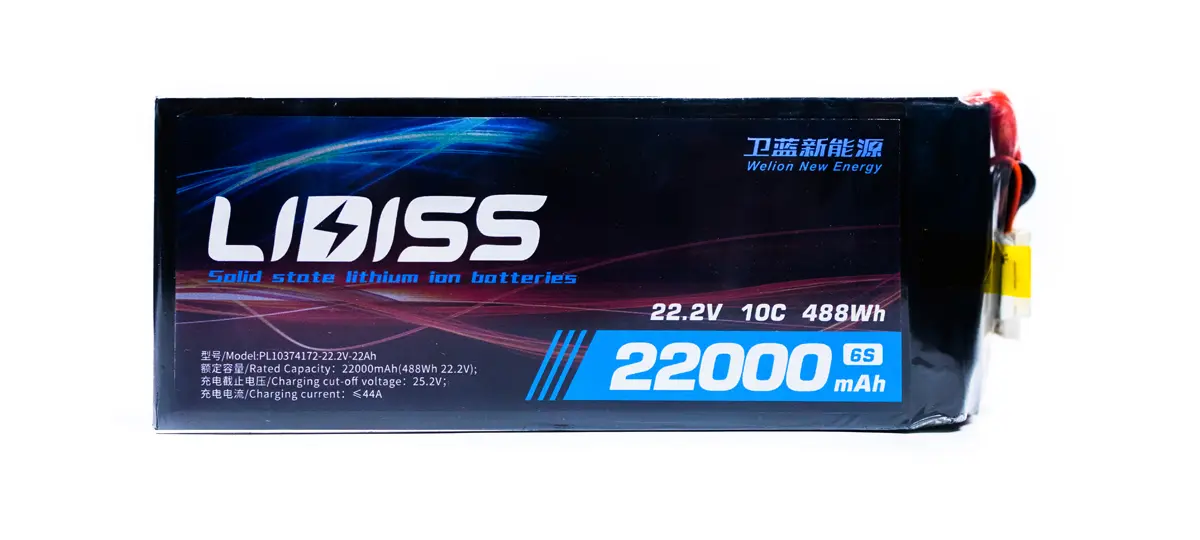 卫蓝新能源
Welion New Energy
LIDISS
Solid state lithium ion batteries
22.2V 10C 488Wh
22000 6S mAh
型号/Model:PL10374172-22.2V-22Ah
额定容量/Rated Capacity: 22000mAh(488Wh 22.2V);
充电截止电压/Charging cut-off voltage: 25.2V;
充电电流/Charging current: ≤44A